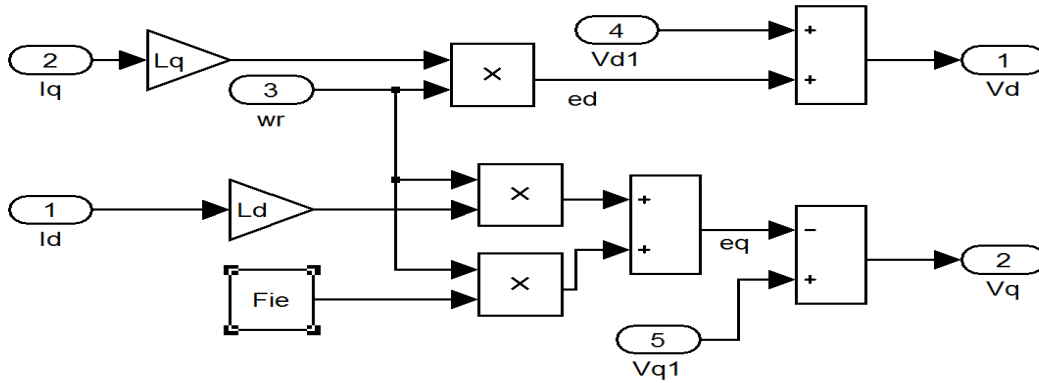 2
Iq
Lq
3
wr
×
ed
4
Vd1
+
+
1
Vd
1
Id
Ld
×
Fie
×
+
+
eq
−
+
5
Vq1
2
Vq